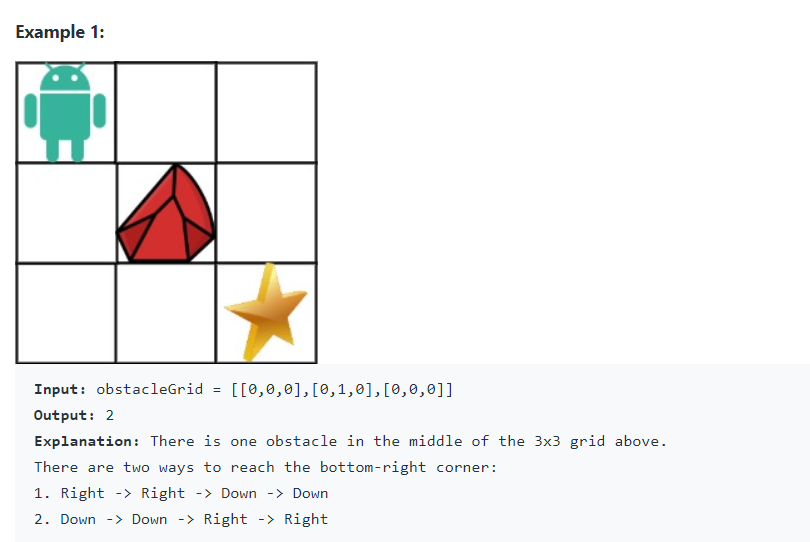 Example 1:
Input: obstacleGrid = [[0,0,0],[0,1,0],[0,0,0]]
Output: 2
Explanation: There is one obstacle in the middle of the 3x3 grid above.
There are two ways to reach the bottom-right corner:
1. Right -> Right -> Down -> Down
2. Down -> Down -> Right -> Right